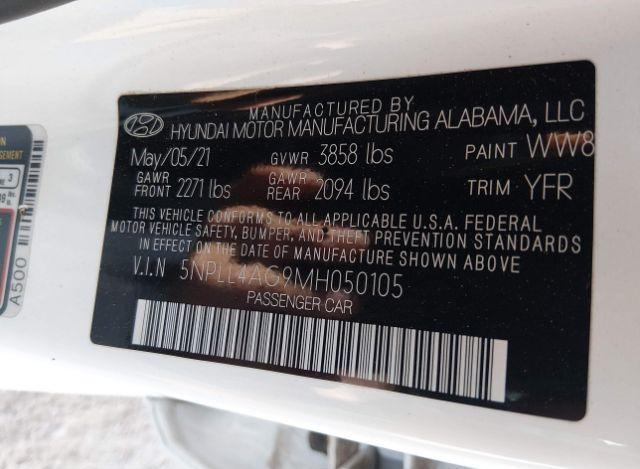 MANUFACTURED BY
HYUNDAI MOTOR MANUFACTURING ALABAMA, LLC
May/05/21 GVWR 3858 lbs PAINT WW8
GAWR FRONT 2271 lbs GAWR REAR 2094 lbs TRIM YFR
THIS VEHICLE CONFORMS TO ALL APPLICABLE U.S.A. FEDERAL
MOTOR VEHICLE SAFETY, BUMPER, AND THEFT PREVENTION STANDARDS
IN EFFECT ON THE DATE OF MANUFACTURE SHOWN ABOVE.
V.I.N 5NPLL4AG9MH050105
PASSENGER CAR
A500
3